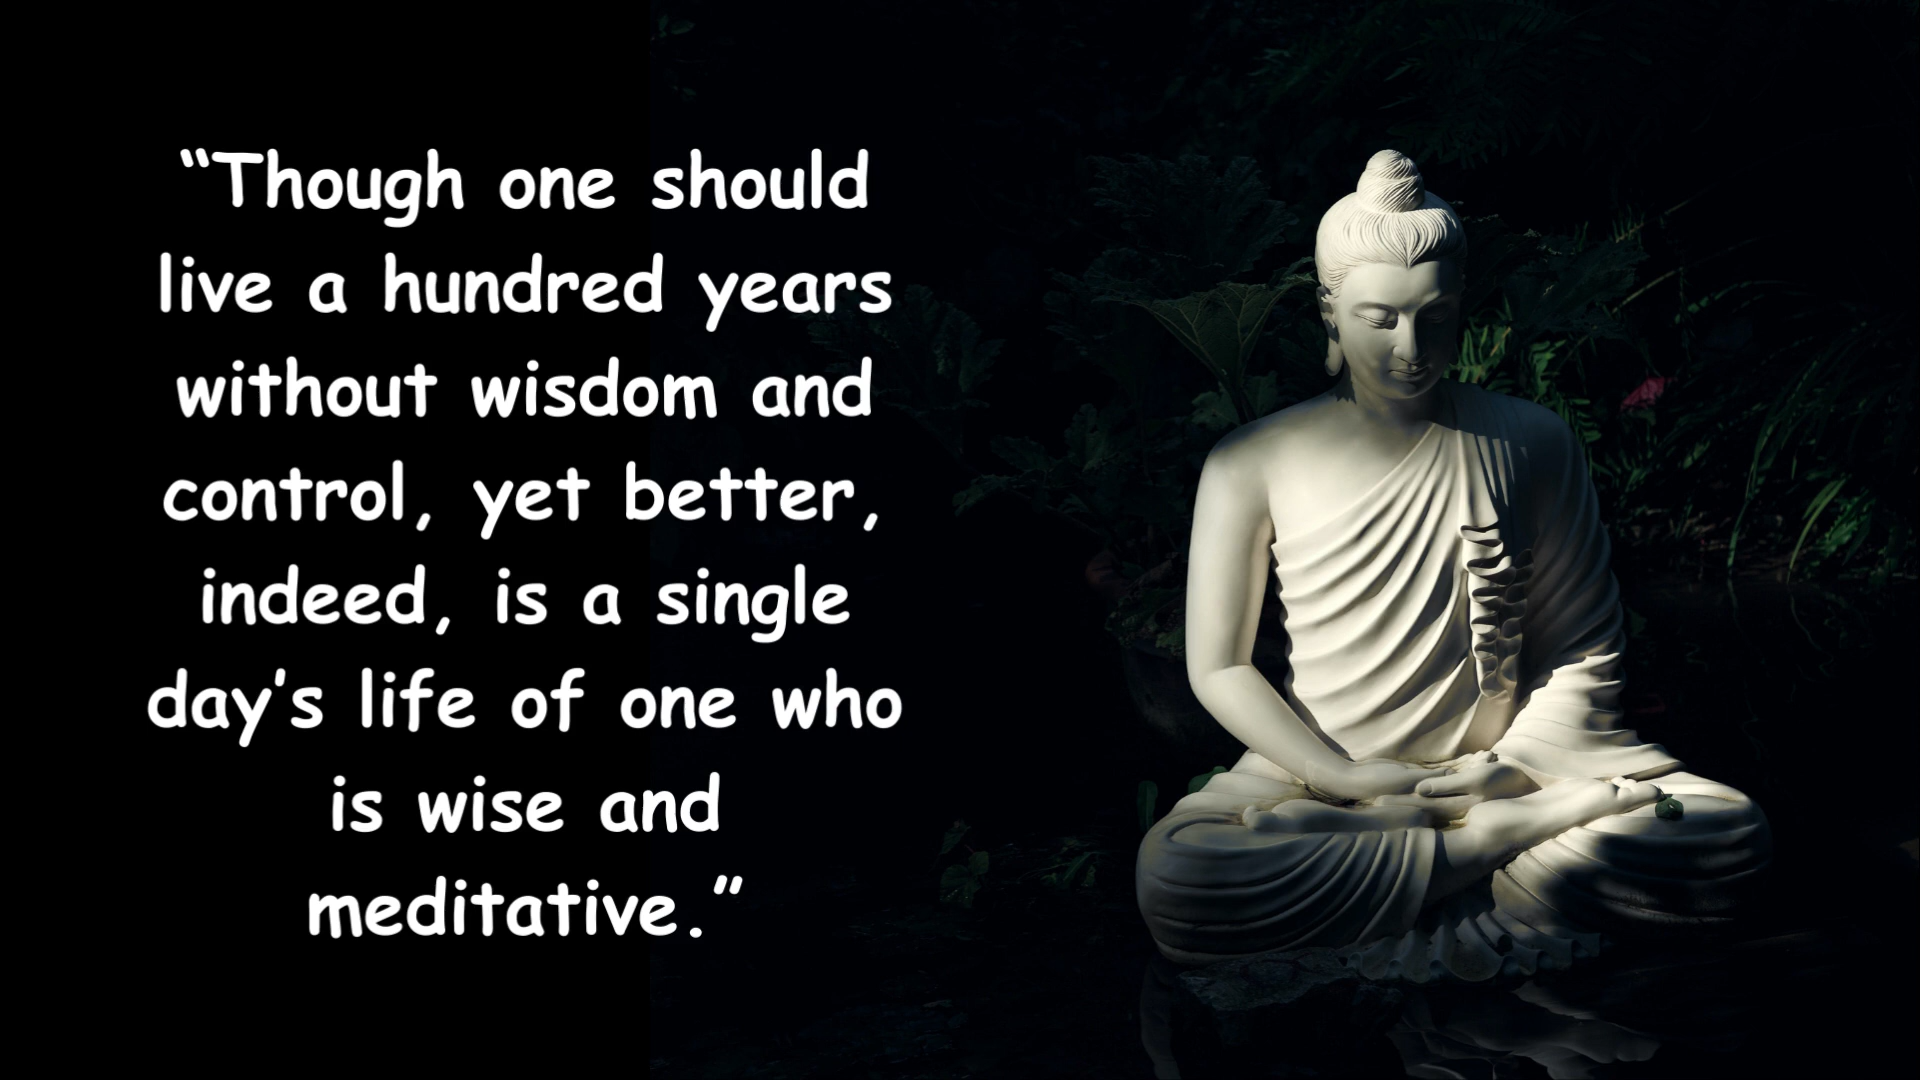 “Though one should
live a hundred years
without wisdom and
control, yet better,
indeed, is a single
day’s life of one who
is wise and
meditative.”